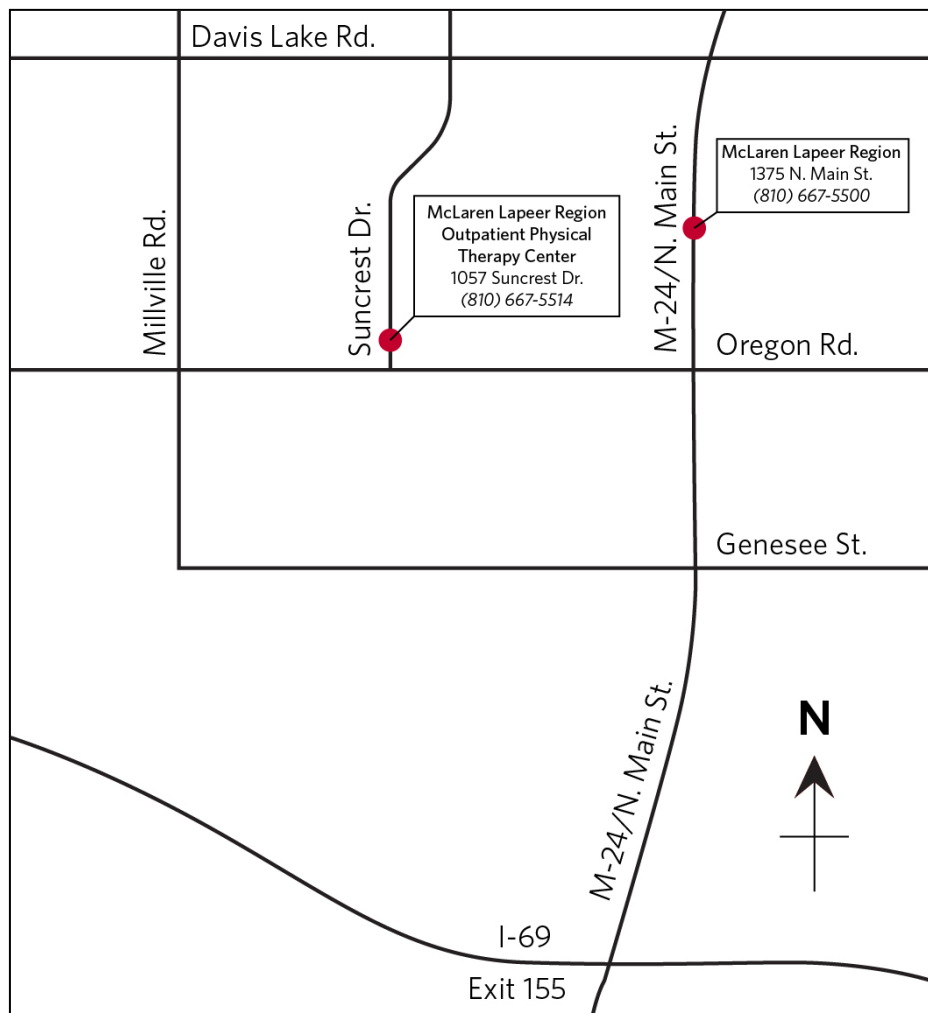 Davis Lake Rd.
McLaren Lapeer Region
1375 N. Main St.
(810) 667-5500
M-24/N. Main St.
McLaren Lapeer Region
Outpatient Physical
Therapy Center
1057 Suncrest Dr.
(810) 667-5514
Millville Rd.
Suncrest Dr.
Oregon Rd.
Genesee St.
M-24/N. Main St.
N
I-69
Exit 155